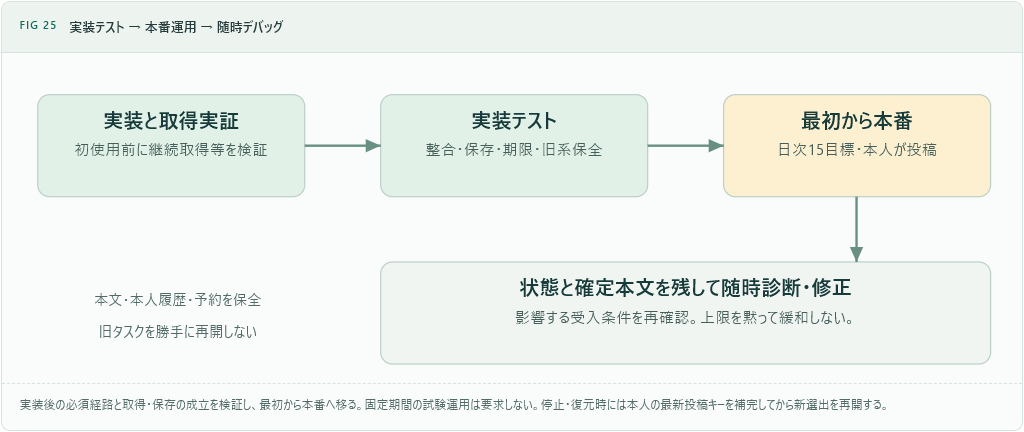 FIG 25 実装テスト → 本番運用 → 随時デバッグ
実装と取得実証
初使用前に継続取得等を検証
実装テスト
整合・保存・期限・旧系保全
最初から本番
日次15目標・本人が投稿
状態と確定本文を残して随時診断・修正
影響する受入条件を再確認。上限を黙って緩和しない。
本文・本人履歴・予約を保全
旧タスクを勝手に再開しない
実装後の必須経路と取得・保存の成立を検証し、最初から本番へ移る。固定期間の試験運用は要求しない。停止・復元時には本人の最新投稿キーを補完してから新選出を再開する。